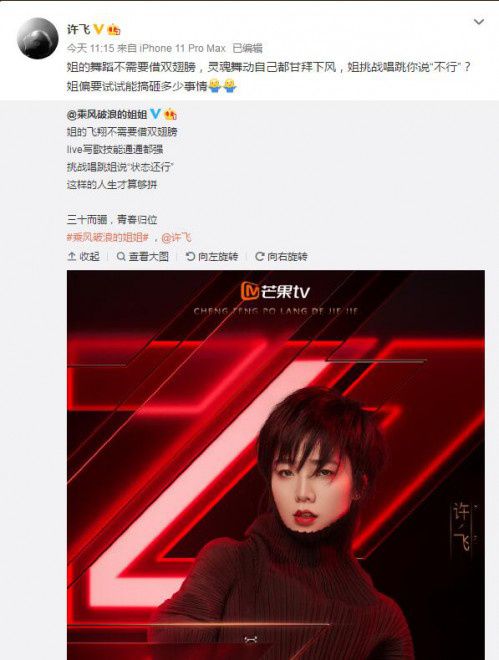 许飞
今天 11:15 来自 iPhone 11 Pro Max 已编辑
姐的舞蹈不需要借双翅膀，灵魂舞动自己都甘拜下风，姐挑战唱跳你说“不行”？
姐偏要试试能搞砸多少事情
@乘风破浪的姐姐
姐的飞翔不需要借双翅膀
live写歌技能通通都强
挑战唱跳姐说“状态还行”
这样的人生才算够拼
三十而骊，青春归位
#乘风破浪的姐姐# ，@许飞
收起 查看大图 向左旋转 向右旋转
芒果tv
CHENG FENG PO LANG DE JIE JIE
许飞